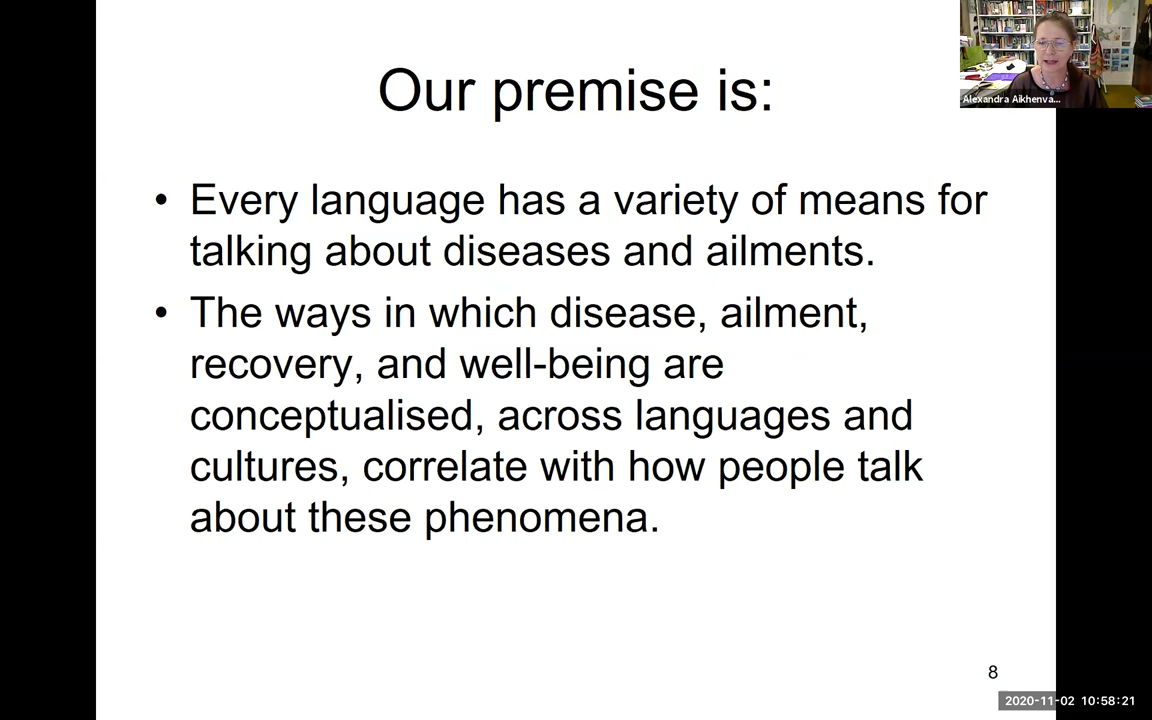 Our premise is:
Alexandra Aikhenva...
• Every language has a variety of means for
talking about diseases and ailments.
• The ways in which disease, ailment,
recovery, and well-being are
conceptualised, across languages and
cultures, correlate with how people talk
about these phenomena.
8
2020-11-02 10:58:21